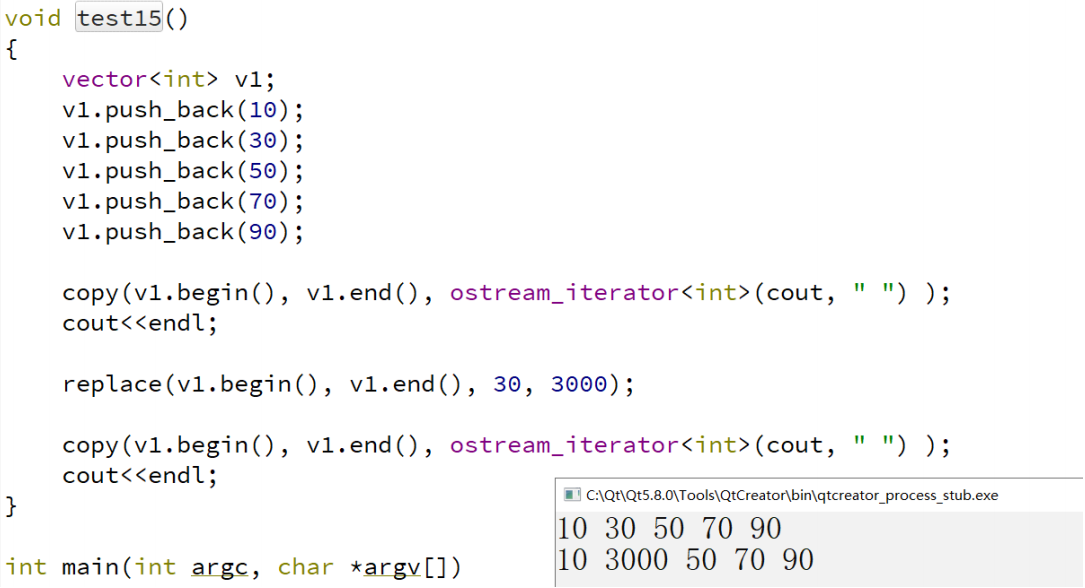 void test15()
{
    vector<int> v1;
    v1.push_back(10);
    v1.push_back(30);
    v1.push_back(50);
    v1.push_back(70);
    v1.push_back(90);

    copy(v1.begin(), v1.end(), ostream_iterator<int>(cout, " ") );
    cout<<endl;

    replace(v1.begin(), v1.end(), 30, 3000);

    copy(v1.begin(), v1.end(), ostream_iterator<int>(cout, " ") );
    cout<<endl;
}

int main(int argc, char *argv[])
C:\Qt\Qt5.8.0\Tools\QtCreator\bin\qtcreator_process_stub.exe
10 30 50 70 90
10 3000 50 70 90